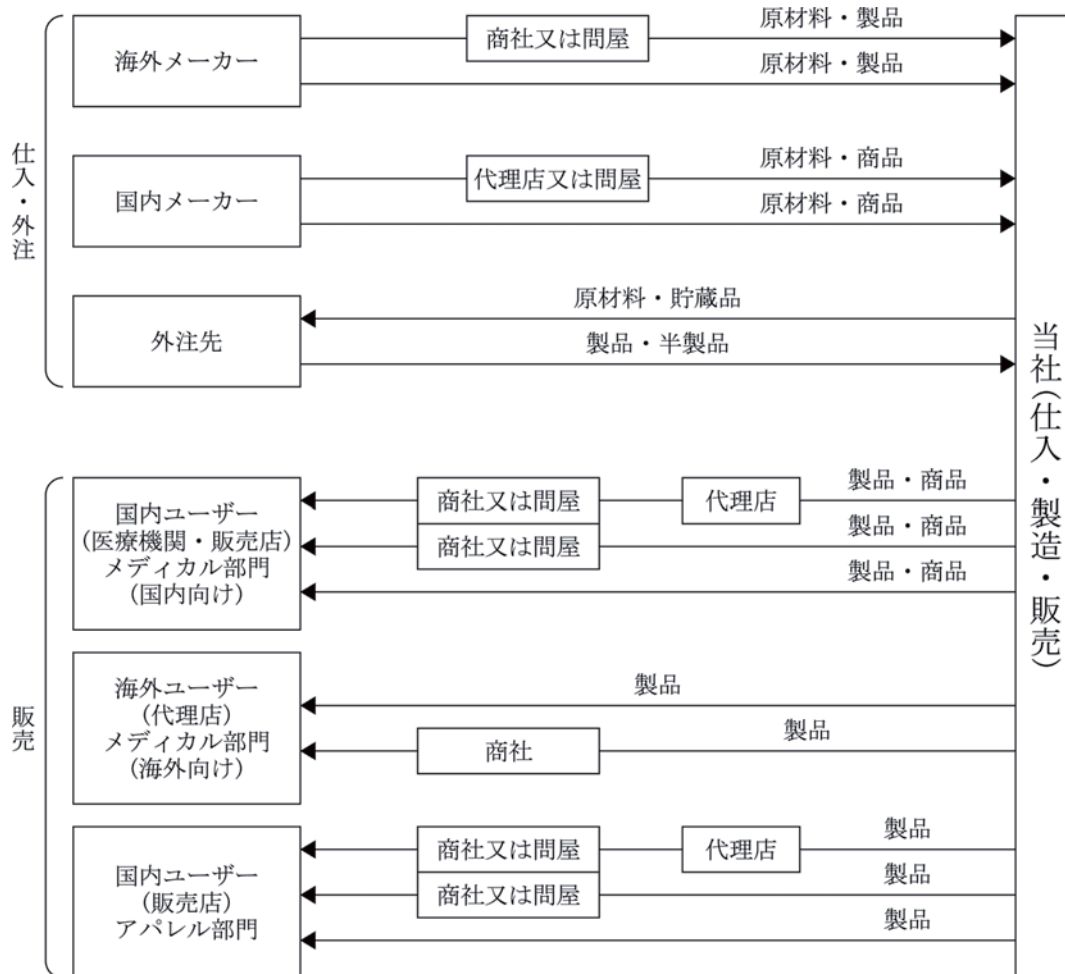 仕入・外注
海外メーカー
商社又は問屋
原材料・製品
原材料・製品
国内メーカー
代理店又は問屋
原材料・商品
原材料・商品
外注先
原材料・貯蔵品
製品・半製品
当社(仕入・製造・販売)
販売
国内ユーザー
(医療機関・販売店)
メディカル部門
(国内向け)
商社又は問屋
代理店
製品・商品
商社又は問屋
製品・商品
製品・商品
海外ユーザー
(代理店)
メディカル部門
(海外向け)
製品
商社
製品
国内ユーザー
(販売店)
アパレル部門
商社又は問屋
代理店
製品
商社又は問屋
製品
製品